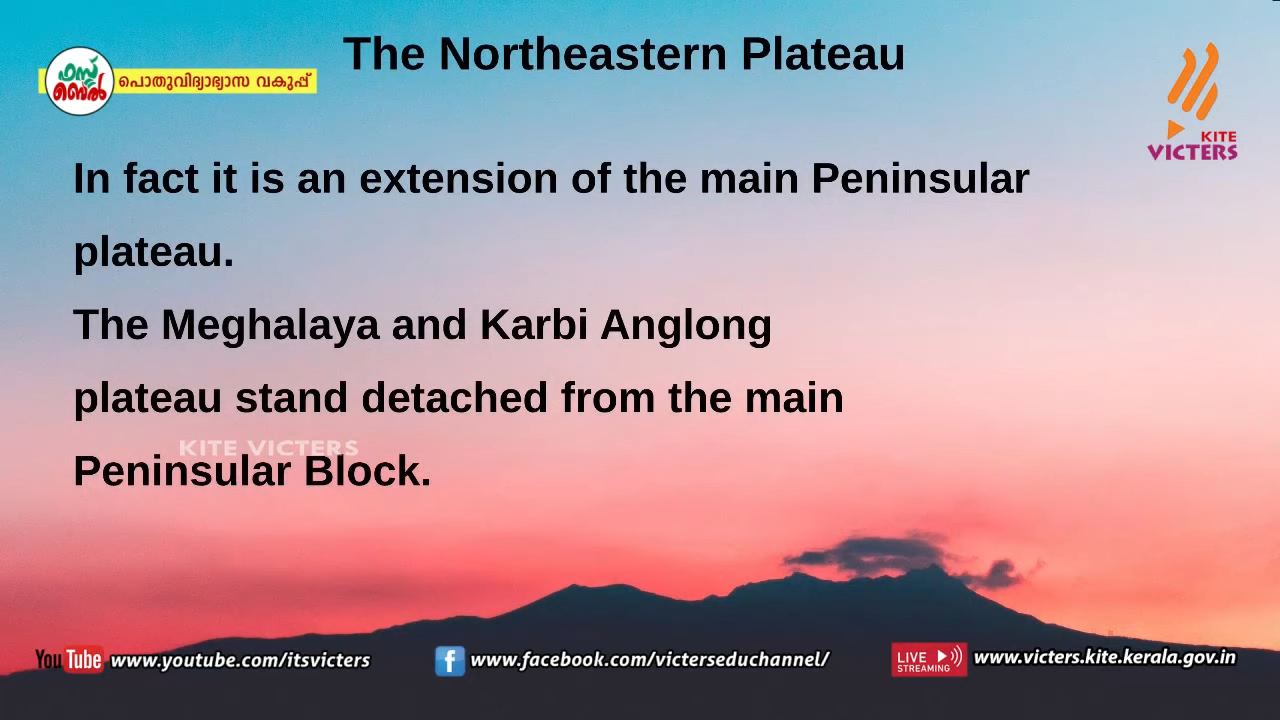 The Northeastern Plateau
ഫസ്റ്റ്
ബെൽ
പൊതുവിദ്യാഭ്യാസ വകുപ്പ്
KITE
VICTERS
In fact it is an extension of the main Peninsular
plateau.
The Meghalaya and Karbi Anglong
plateau stand detached from the main
KITE VICTERS
Peninsular Block.
YouTube www.youtube.com/itsvicters
f www.facebook.com/victerseduchannel/
LIVE
STREAMING
www.victers.kite.kerala.gov.in